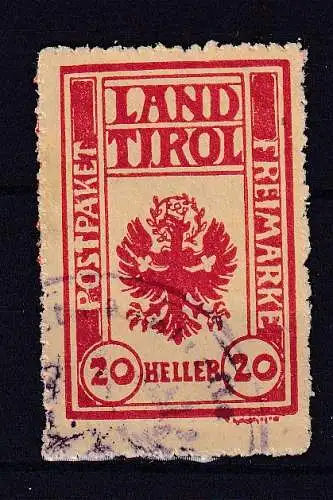 LAND
TIROL
POSTPAKET
FREIMARKE
20 HELLER 20